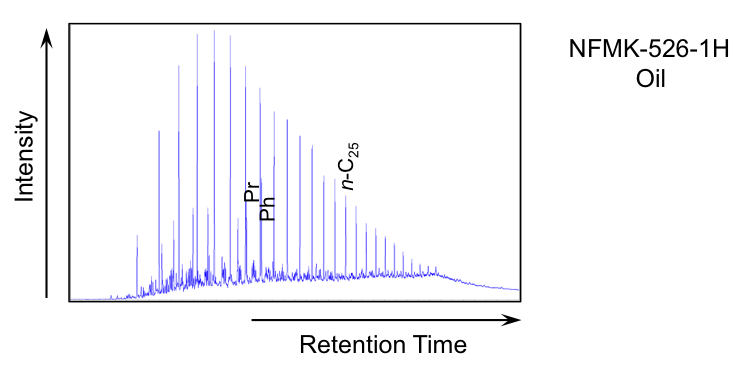 NFMK-526-1H
Oil
Intensity
Pr
Ph
n-C25
Retention Time